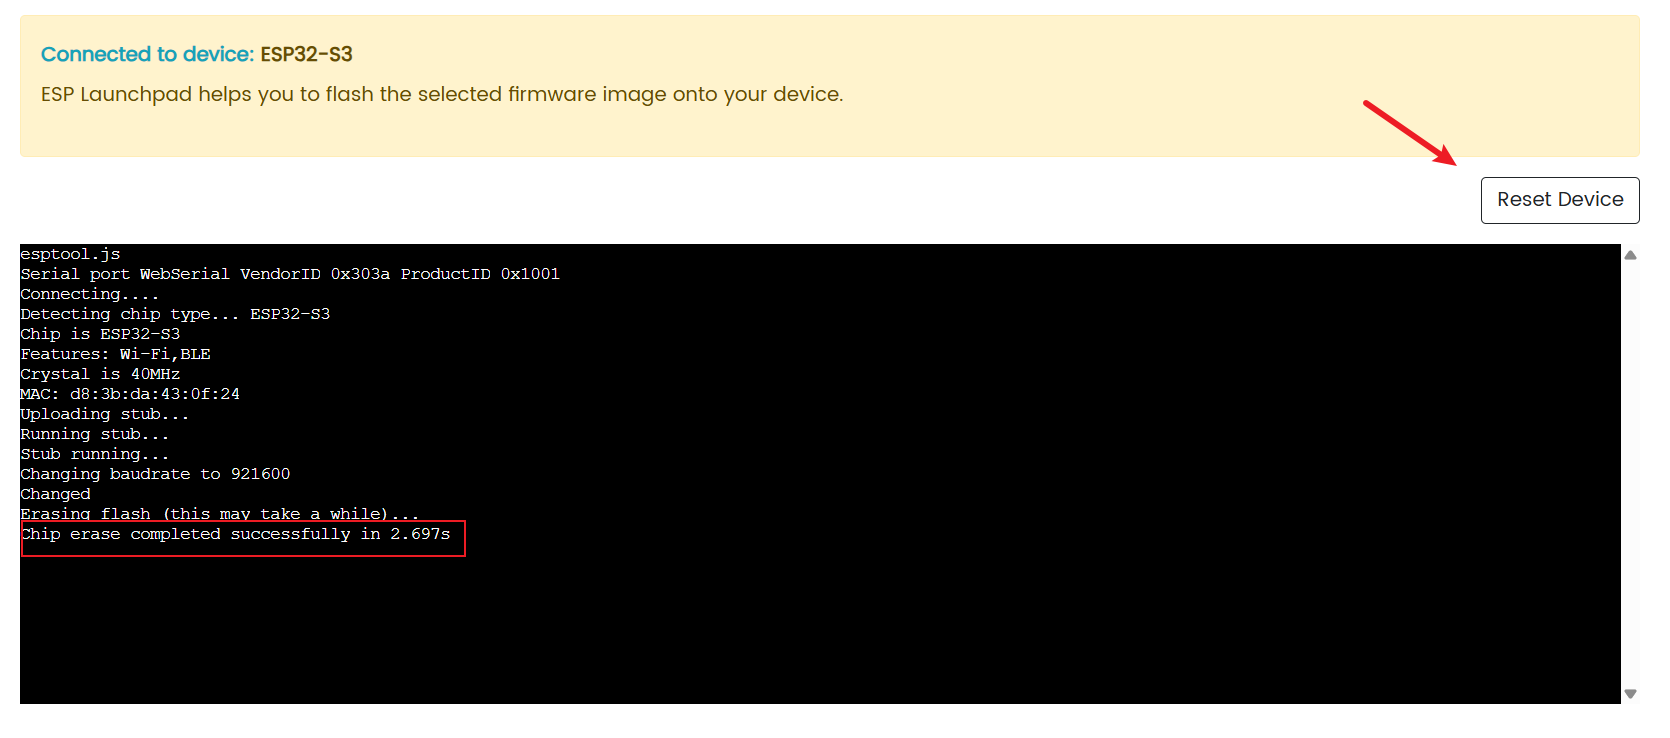 Connected to device: ESP32-S3
ESP Launchpad helps you to flash the selected firmware image onto your device.
Reset Device
esptool.js
Serial port WebSerial VendorID 0x303a ProductID 0x1001
Connecting....
Detecting chip type... ESP32-S3
Chip is ESP32-S3
Features: Wi-Fi,BLE
Crystal is 40MHz
MAC: d8:3b:da:43:0f:24
Uploading stub...
Running stub...
Stub running...
Changing baudrate to 921600
Changed
Erasing flash (this may take a while)...
Chip erase completed successfully in 2.697s